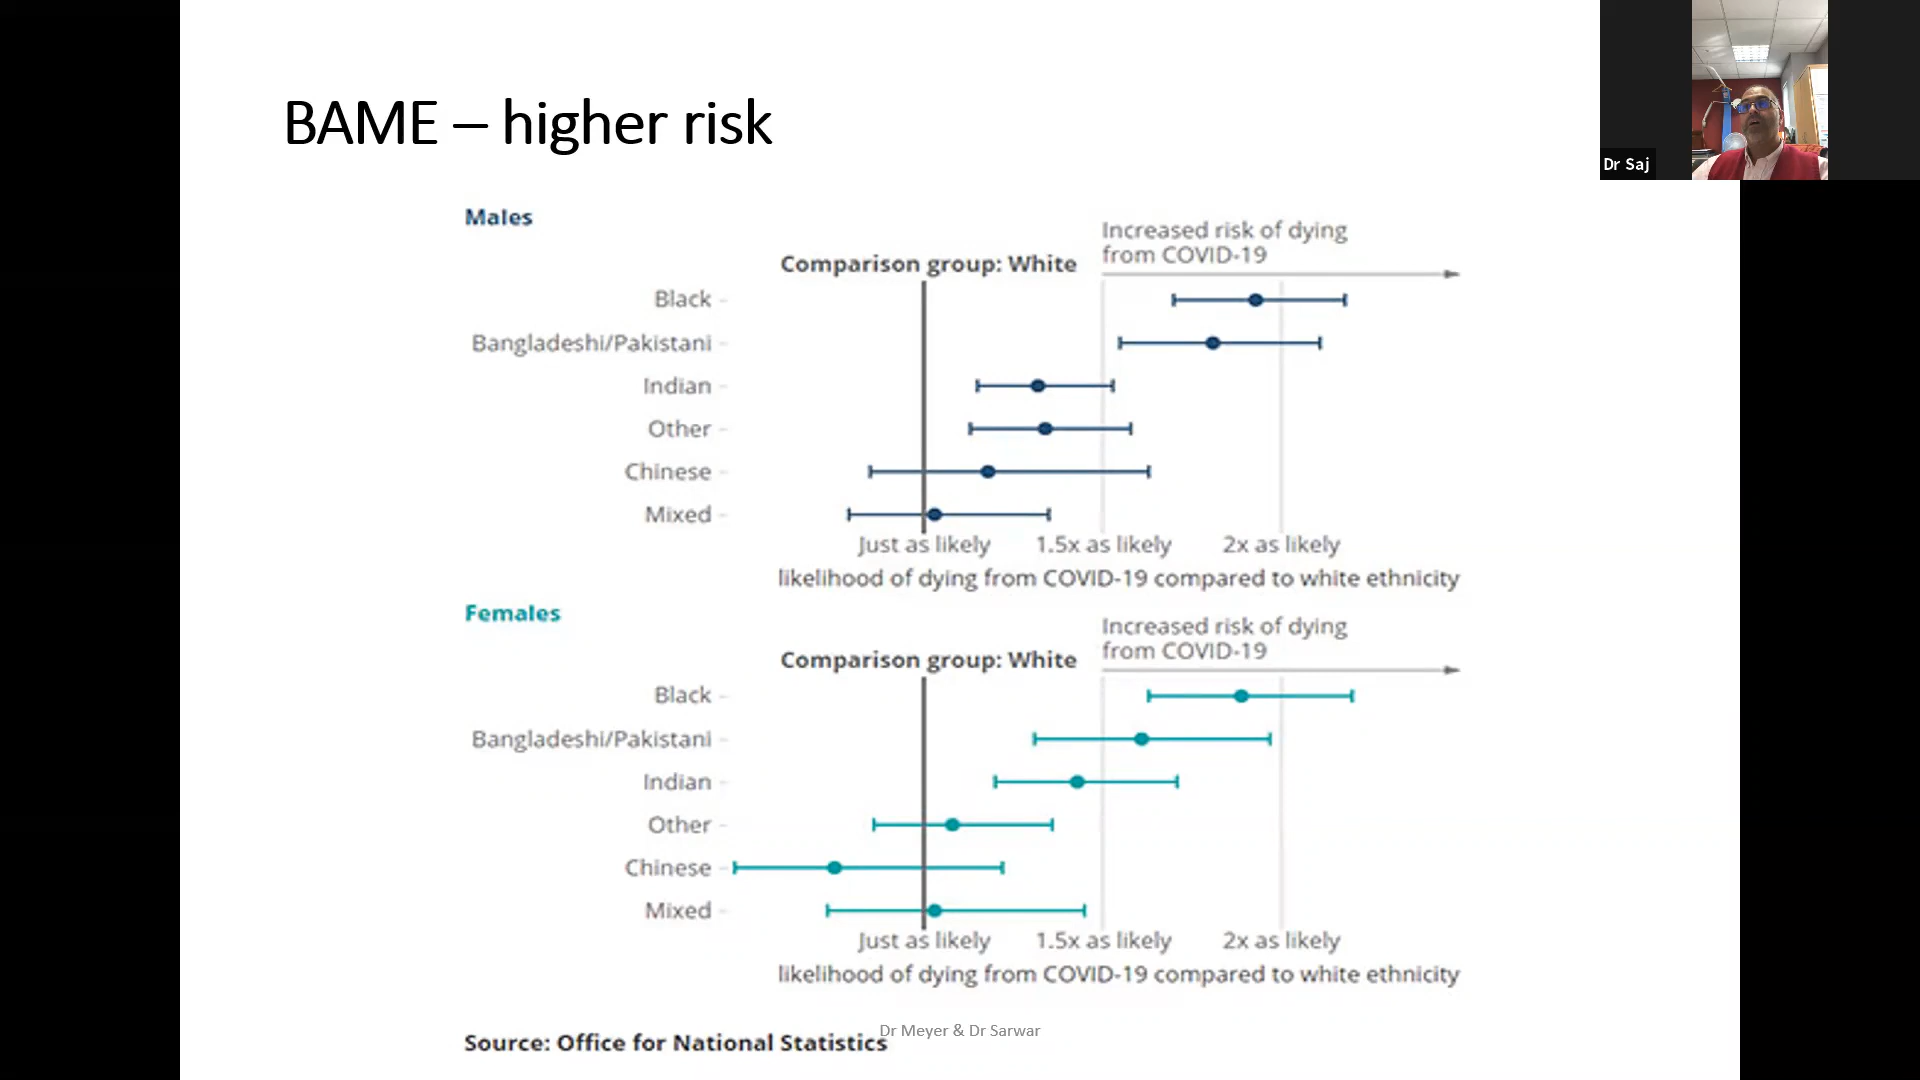 BAME – higher risk
Dr Saj
Males
Increased risk of dying
from COVID-19
Comparison group: White
Black
Bangladeshi/Pakistani
Indian
Other
Chinese
Mixed
Just as likely 1.5x as likely 2x as likely
likelihood of dying from COVID-19 compared to white ethnicity
Females
Increased risk of dying
from COVID-19
Comparison group: White
Black
Bangladeshi/Pakistani
Indian
Other
Chinese
Mixed
Just as likely 1.5x as likely 2x as likely
likelihood of dying from COVID-19 compared to white ethnicity
Dr Meyer & Dr Sarwar
Source: Office for National Statistics